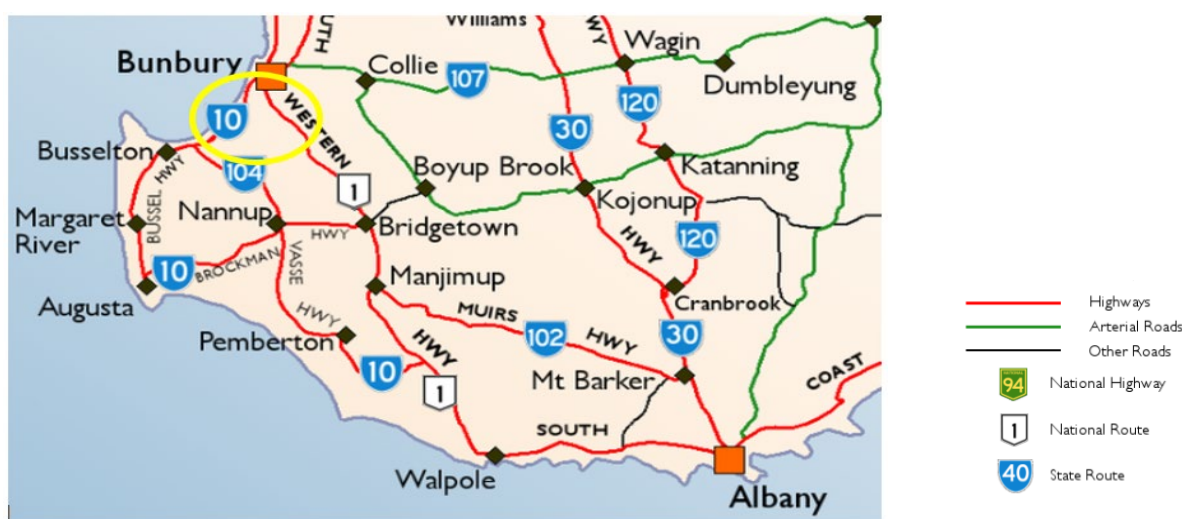 Williams
UTH
WY
Wagin
Bunbury
Collie
107
Dumbleyung
120
10
WESTERN
30
Busselton
HWY
104
Boyup Brook
Katanning
1
Kojonup
Margaret
River
BUSSEL
Nannup
HWY
Bridgetown
HWY
120
10
BROCKMAN
VASSE
Manjimup
Cranbrook
Augusta
HWY
MUIRS
102
HWY
30
Pemberton
HWY
10
1
Mt Barker
COAST
SOUTH
Walpole
Albany
Highways
Arterial Roads
Other Roads
94
National Highway
1
National Route
40
State Route